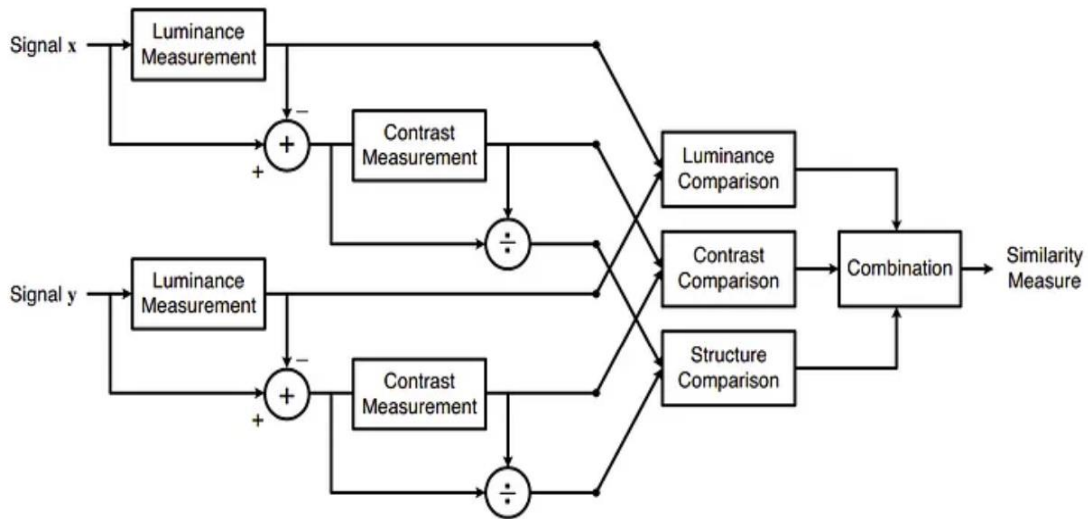 Signal x
Luminance
Measurement
−
+
+
Contrast
Measurement
÷
Luminance
Comparison
Contrast
Comparison
Structure
Comparison
Combination
Similarity
Measure
Signal y
Luminance
Measurement
−
+
+
Contrast
Measurement
÷